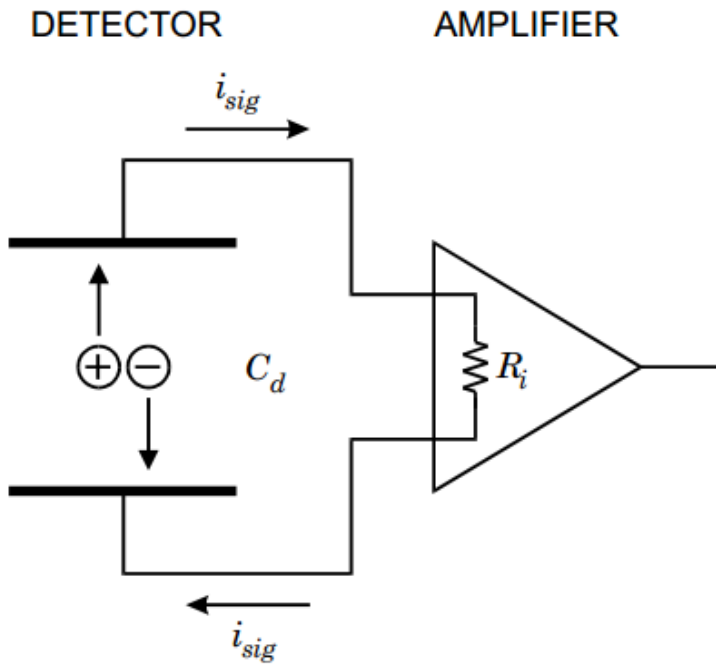 DETECTOR AMPLIFIER
i_sig
+ −
C_d
R_i
i_sig